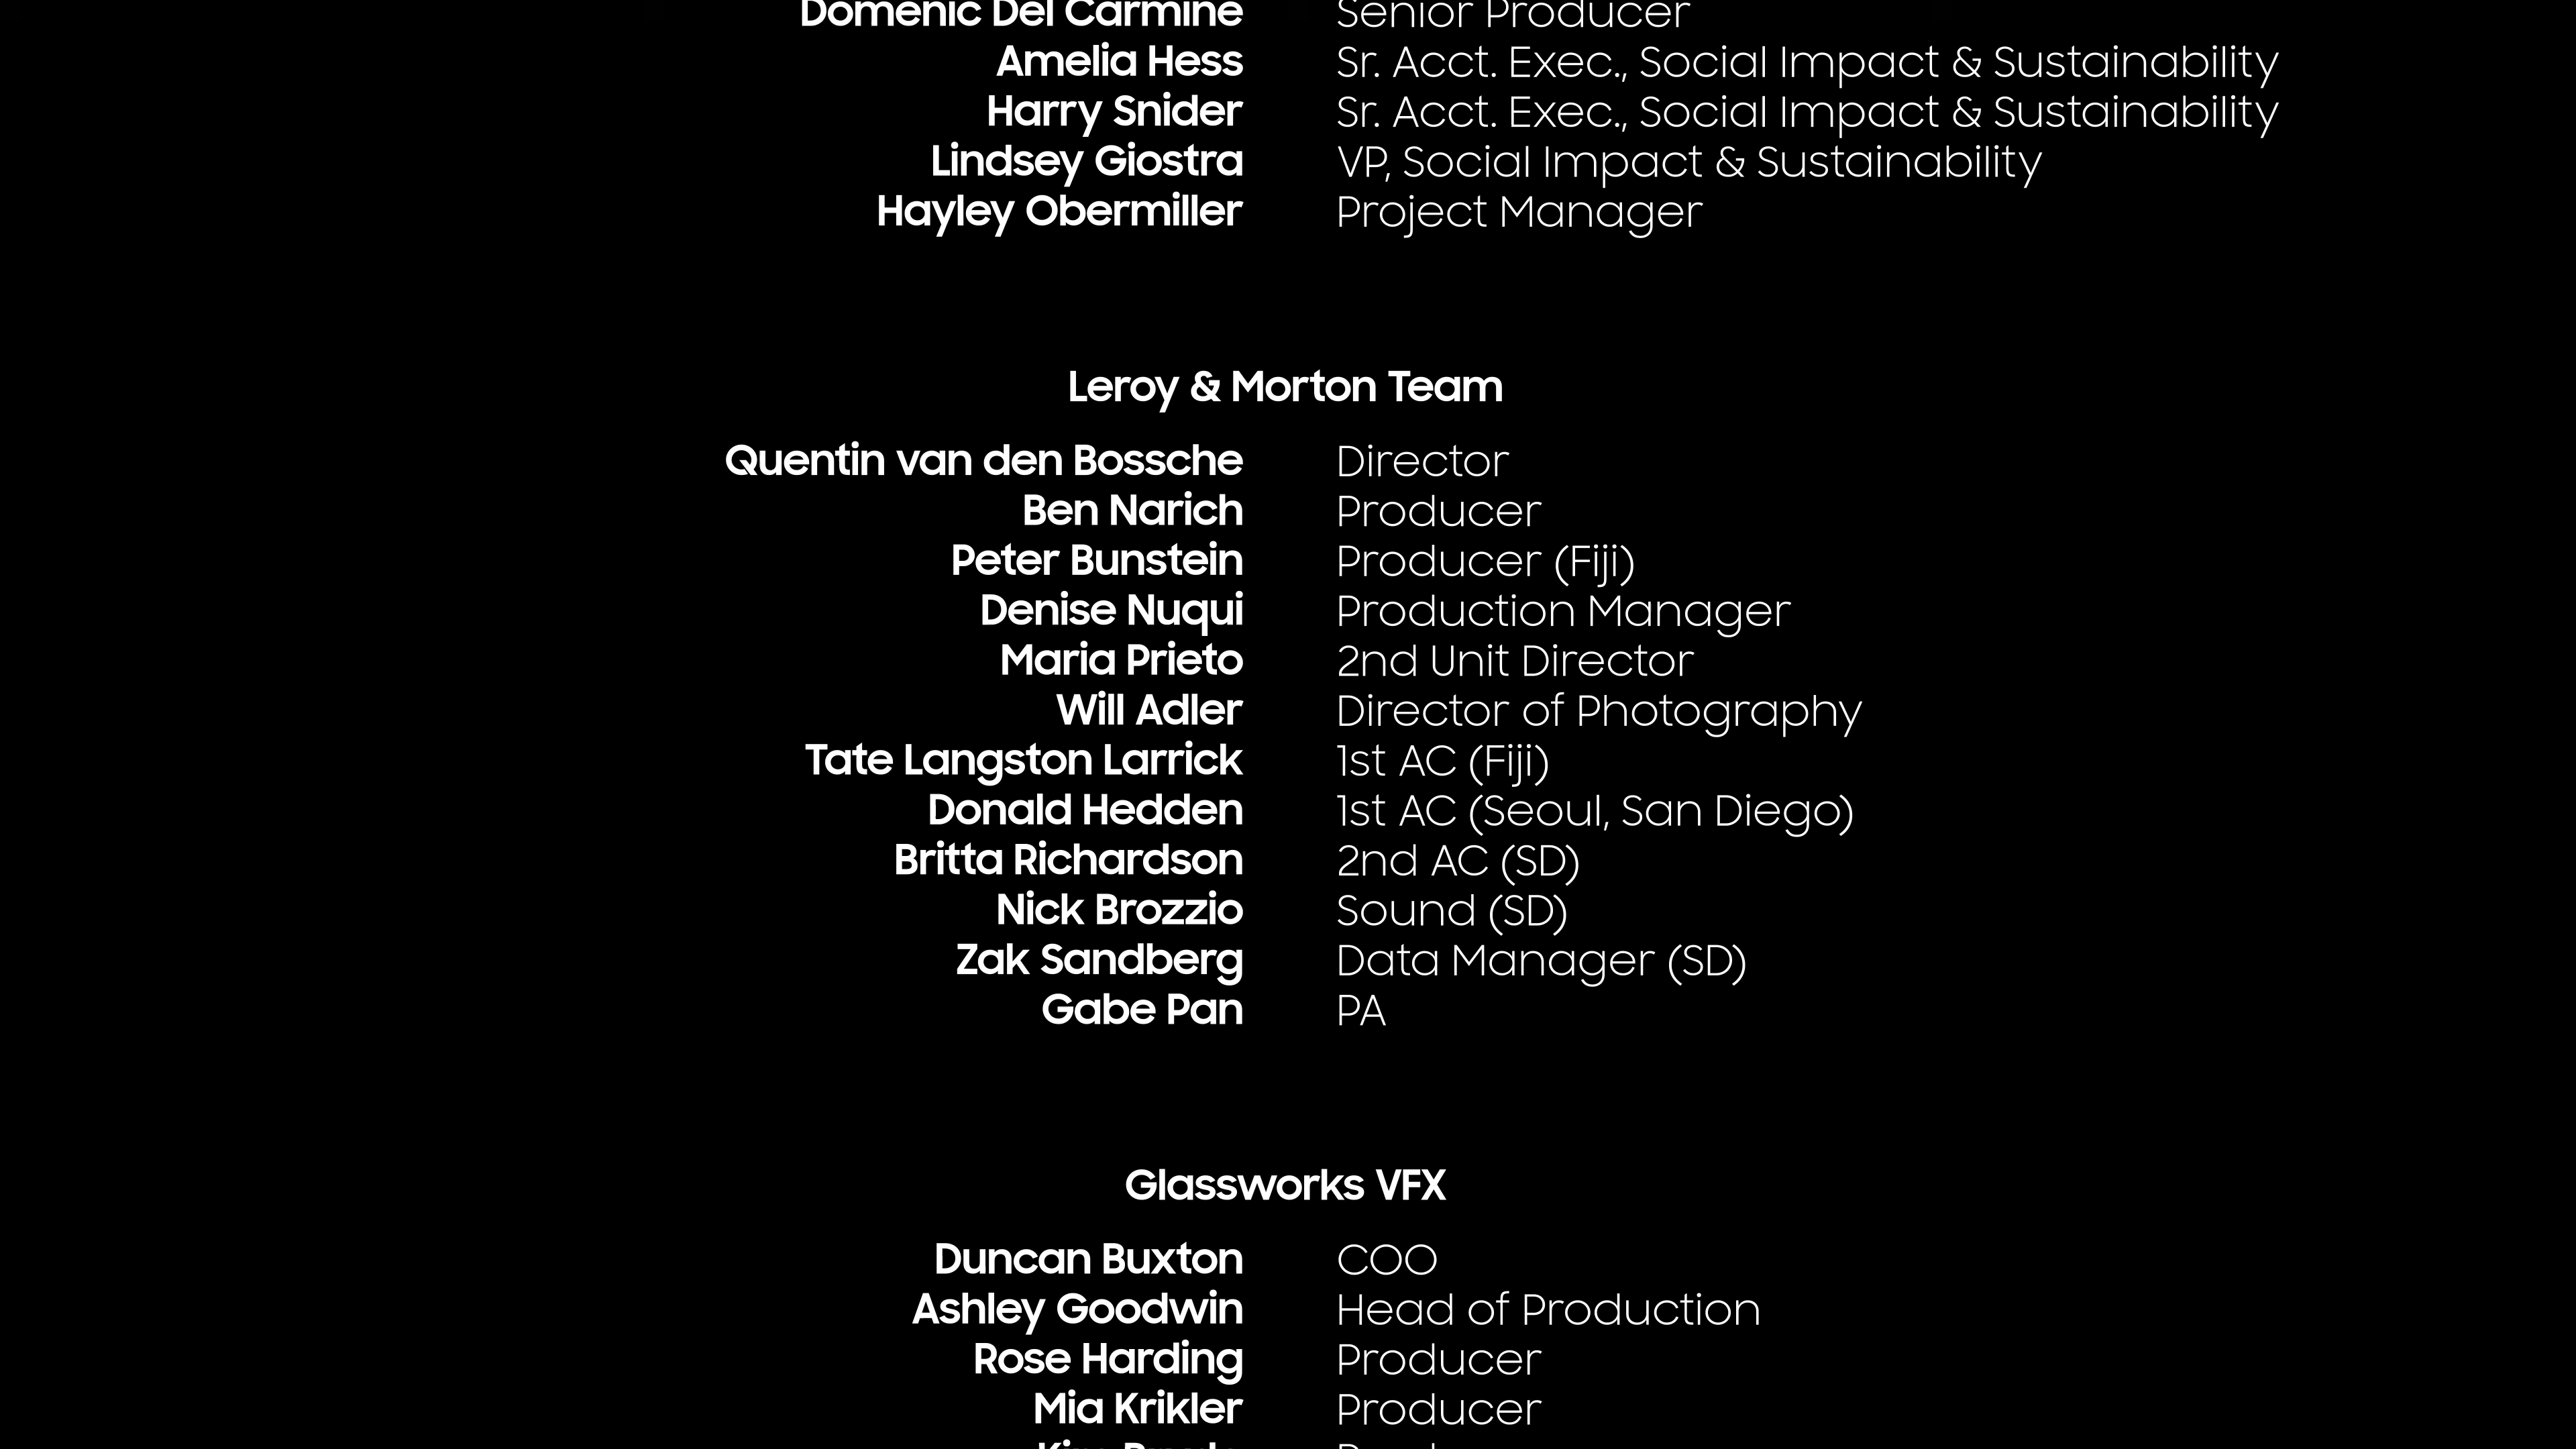 Domenic Del Carmine Senior Producer
Amelia Hess Sr. Acct. Exec., Social Impact & Sustainability
Harry Snider Sr. Acct. Exec., Social Impact & Sustainability
Lindsey Giostra VP, Social Impact & Sustainability
Hayley Obermiller Project Manager
Leroy & Morton Team
Quentin van den Bossche Director
Ben Narich Producer
Peter Bunstein Producer (Fiji)
Denise Nuqui Production Manager
Maria Prieto 2nd Unit Director
Will Adler Director of Photography
Tate Langston Larrick 1st AC (Fiji)
Donald Hedden 1st AC (Seoul, San Diego)
Britta Richardson 2nd AC (SD)
Nick Brozzio Sound (SD)
Zak Sandberg Data Manager (SD)
Gabe Pan PA
Glassworks VFX
Duncan Buxton COO
Ashley Goodwin Head of Production
Rose Harding Producer
Mia Krikler Producer